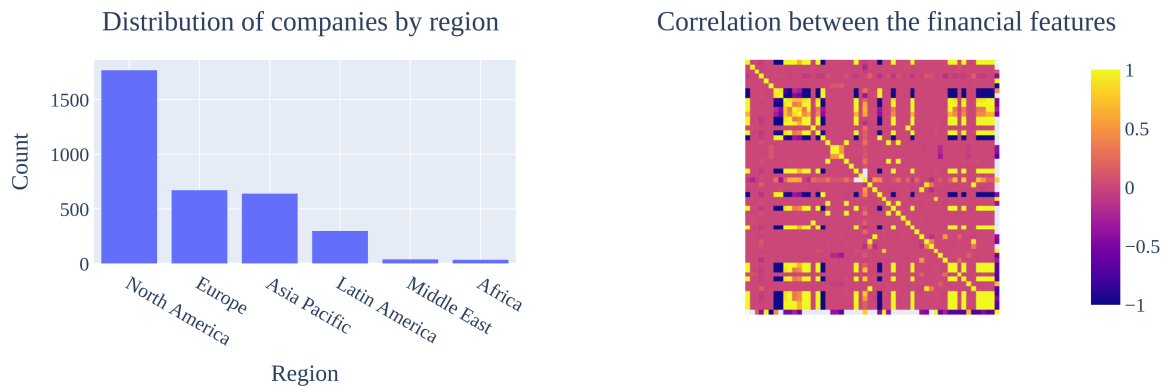 Distribution of companies by region
Count
1500
1000
500
0
North America
Europe
Asia Pacific
Latin America
Middle East
Africa
Region
Correlation between the financial features
1
0.5
0
−0.5
−1